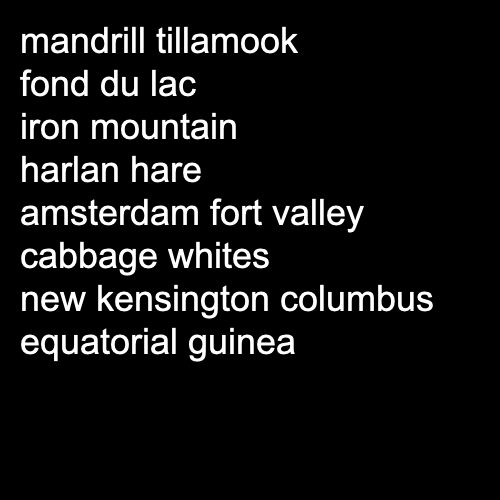 mandrill tillamook
fond du lac
iron mountain
harlan hare
amsterdam fort valley
cabbage whites
new kensington columbus
equatorial guinea